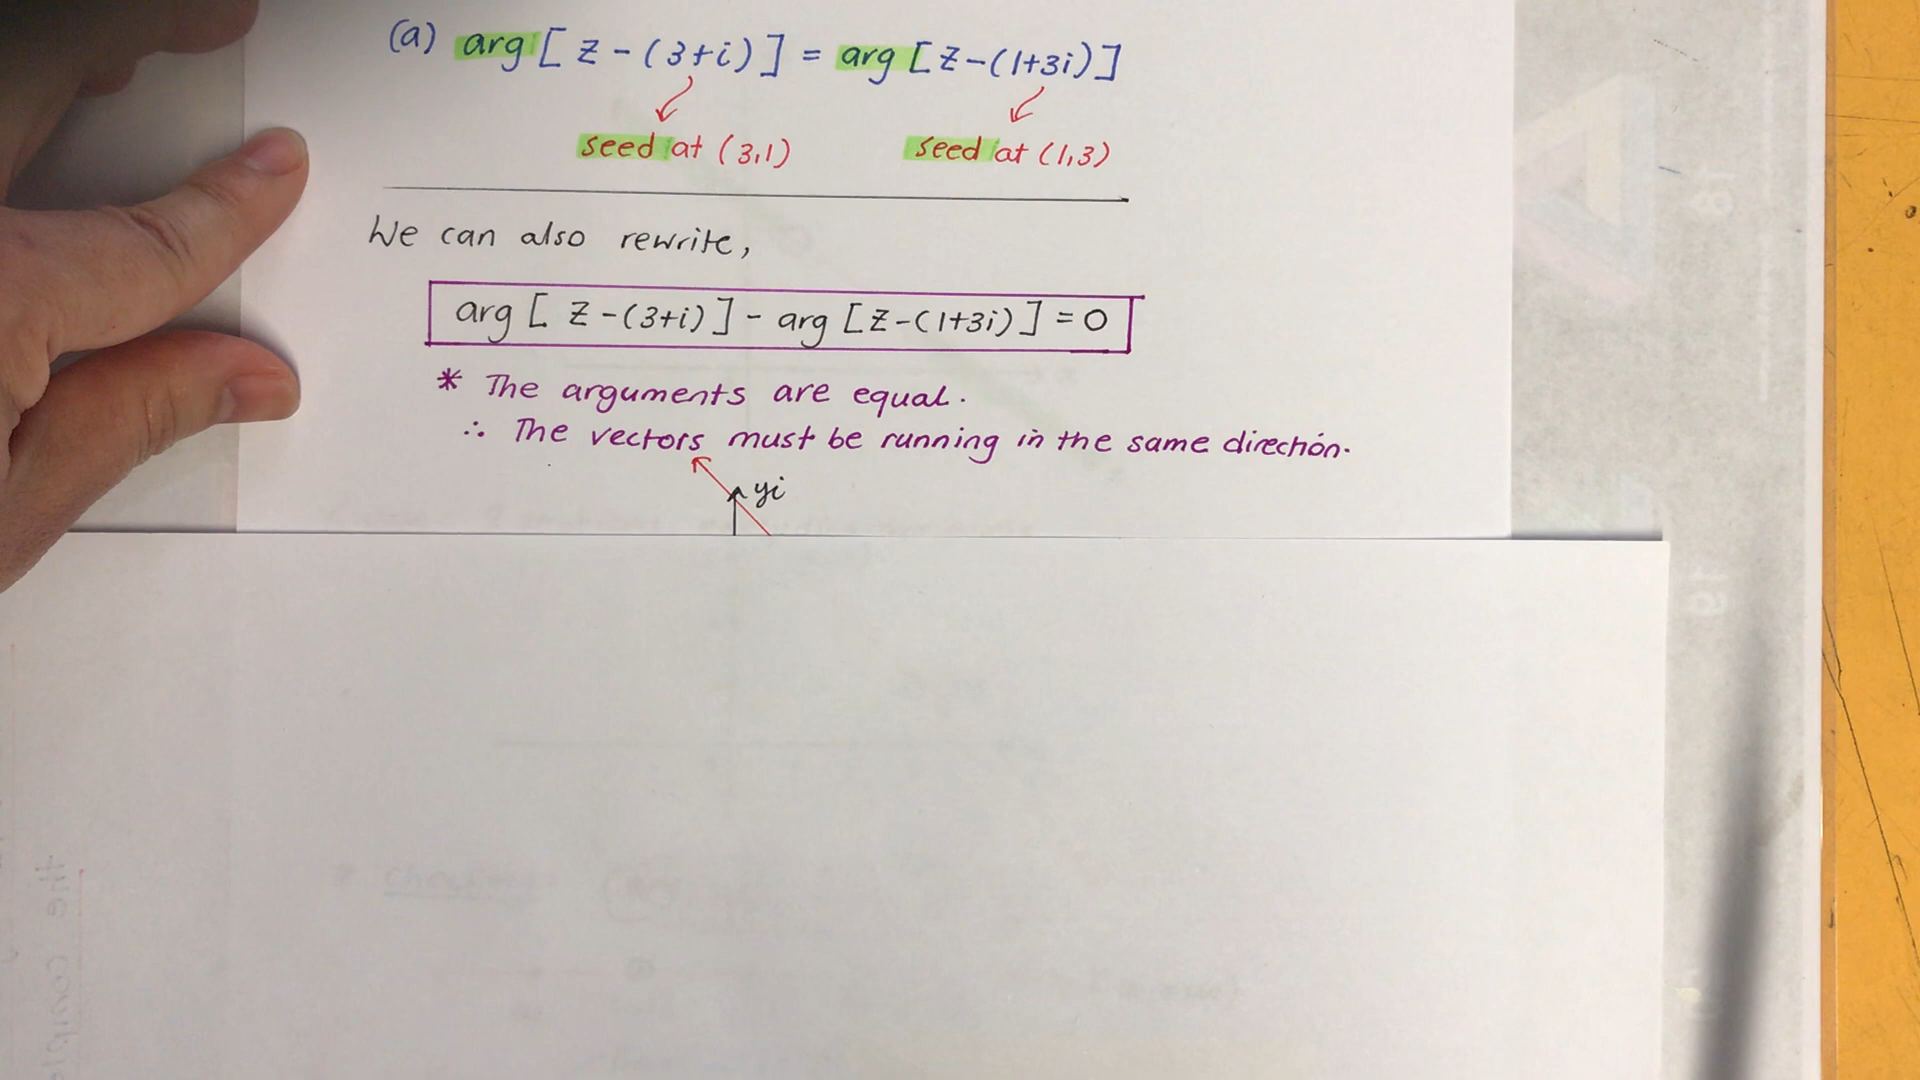 (a) arg [ z - (3+i) ] = arg [ z - (1+3i) ]
seed at (3,1) seed at (1,3)
We can also rewrite,
arg [ z - (3+i) ] - arg [ z - (1+3i) ] = 0
* The arguments are equal.
∴ The vectors must be running in the same direction.
yi